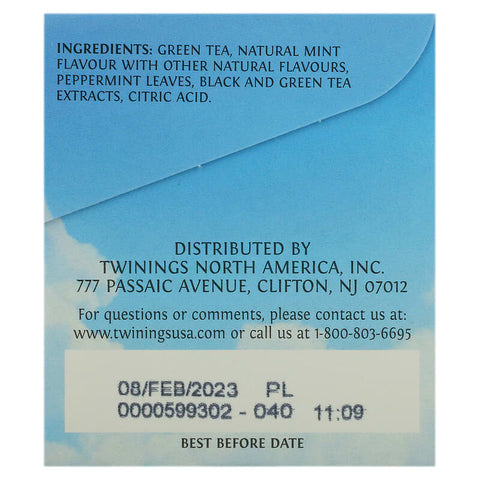 INGREDIENTS: GREEN TEA, NATURAL MINT
FLAVOUR WITH OTHER NATURAL FLAVOURS,
PEPPERMINT LEAVES, BLACK AND GREEN TEA
EXTRACTS, CITRIC ACID.
DISTRIBUTED BY
TWININGS NORTH AMERICA, INC.
777 PASSAIC AVENUE, CLIFTON, NJ 07012
For questions or comments, please contact us at:
www.twiningsusa.com or call us at 1-800-803-6695
08/FEB/2023 PL
0000599302 - 040 11:09
BEST BEFORE DATE